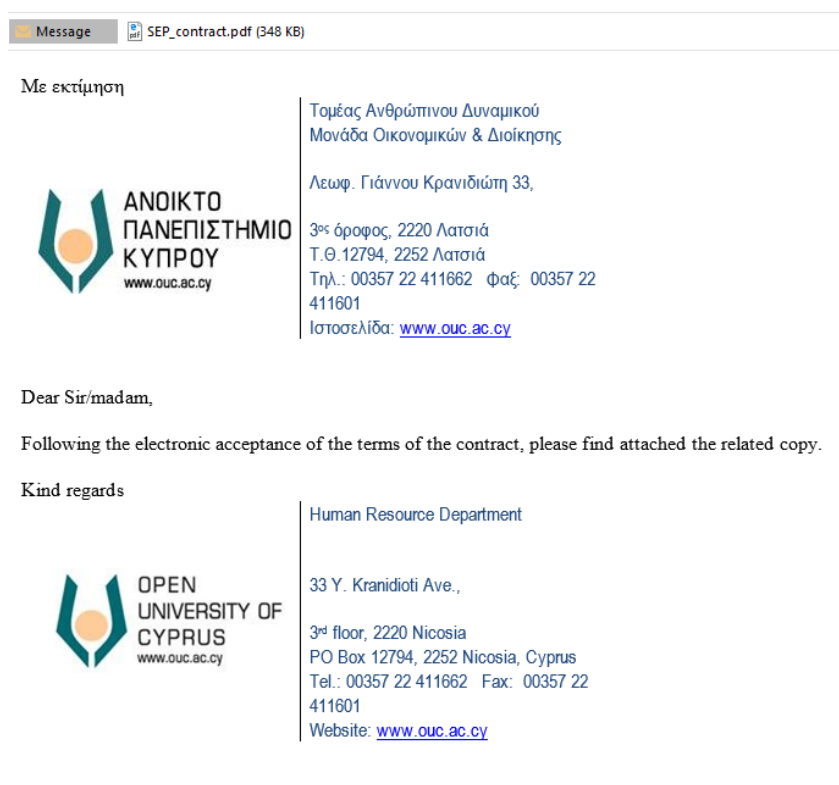 Message SEP_contract.pdf (348 KB)
Με εκτίμηση
ΑΝΟΙΚΤΟ
ΠΑΝΕΠΙΣΤΗΜΙΟ
ΚΥΠΡΟΥ
www.ouc.ac.cy
Τομέας Ανθρώπινου Δυναμικού
Μονάδα Οικονομικών & Διοίκησης
Λεωφ. Γιάννου Κρανιδιώτη 33,
3ος όροφος, 2220 Λατσιά
Τ.Θ.12794, 2252 Λατσιά
Τηλ.: 00357 22 411662 Φαξ: 00357 22
411601
Ιστοσελίδα: www.ouc.ac.cy
Dear Sir/madam,
Following the electronic acceptance of the terms of the contract, please find attached the related copy.
Kind regards
OPEN
UNIVERSITY OF
CYPRUS
www.ouc.ac.cy
Human Resource Department
33 Y. Kranidioti Ave.,
3rd floor, 2220 Nicosia
PO Box 12794, 2252 Nicosia, Cyprus
Tel.: 00357 22 411662 Fax: 00357 22
411601
Website: www.ouc.ac.cy